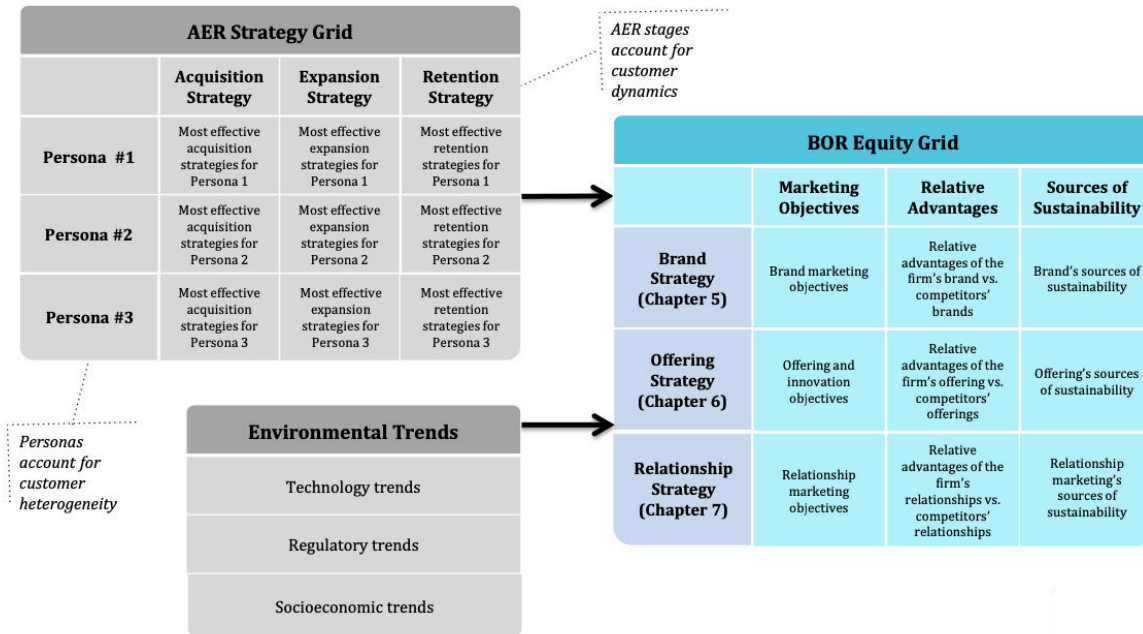 AER Strategy Grid
Acquisition
Strategy
Expansion
Strategy
Retention
Strategy
Persona #1
Most effective
acquisition
strategies for
Persona 1
Most effective
expansion
strategies for
Persona 1
Most effective
retention
strategies for
Persona 1
Persona #2
Most effective
acquisition
strategies for
Persona 2
Most effective
expansion
strategies for
Persona 2
Most effective
retention
strategies for
Persona 2
Persona #3
Most effective
acquisition
strategies for
Persona 3
Most effective
expansion
strategies for
Persona 3
Most effective
retention
strategies for
Persona 3
AER stages
account for
customer
dynamics
Personas
account for
customer
heterogeneity
Environmental Trends
Technology trends
Regulatory trends
Socioeconomic trends
BOR Equity Grid
Marketing
Objectives
Relative
Advantages
Sources of
Sustainability
Brand
Strategy
(Chapter 5)
Brand marketing
objectives
Relative
advantages of the
firm's brand vs.
competitors'
brands
Brand's sources of
sustainability
Offering
Strategy
(Chapter 6)
Offering and
innovation
objectives
Relative
advantages of the
firm's offering vs.
competitors'
offerings
Offering's sources
of sustainability
Relationship
Strategy
(Chapter 7)
Relationship
marketing
objectives
Relative
advantages of the
firm's
relationships vs.
competitors'
relationships
Relationship
marketing's
sources of
sustainability